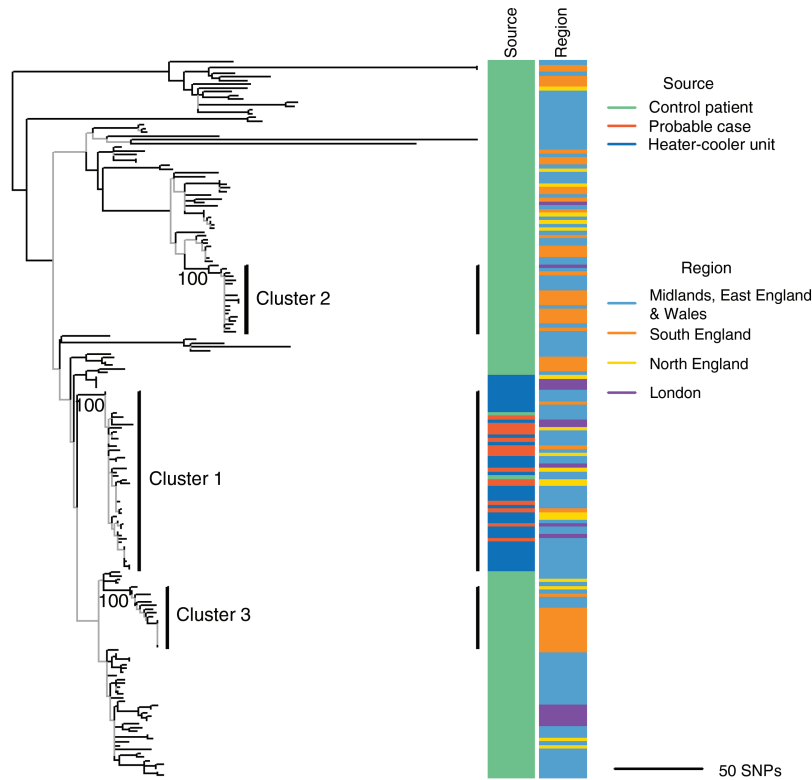 Source
Region
Source
Control patient
Probable case
Heater-cooler unit
Region
Midlands, East England
& Wales
South England
North England
London
100
Cluster 2
100
Cluster 1
100
Cluster 3
50 SNPs